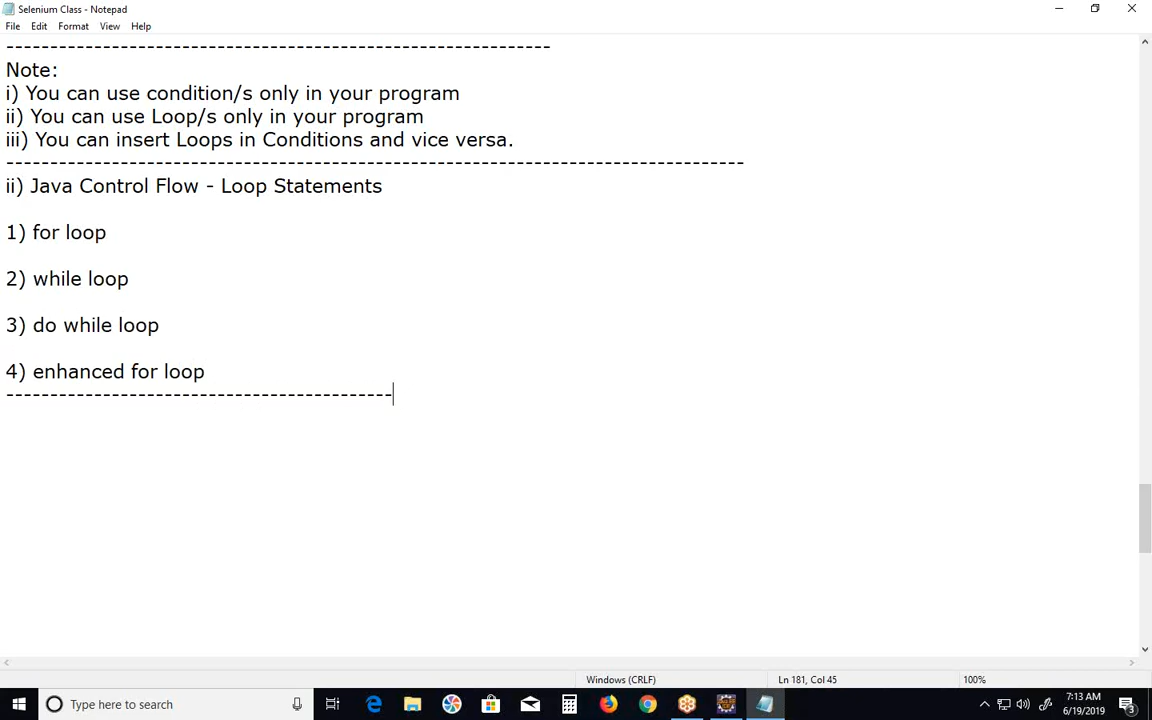 Selenium Class - Notepad
File Edit Format View Help
--------------------------------------------------------------
Note:
i) You can use condition/s only in your program
ii) You can use Loop/s only in your program
iii) You can insert Loops in Conditions and vice versa.
------------------------------------------------------------------------------------
ii) Java Control Flow - Loop Statements
1) for loop
2) while loop
3) do while loop
4) enhanced for loop
--------------------------------------------
Windows (CRLF) Ln 181, Col 45 100%
Type here to search
7:13 AM
6/19/2019
3